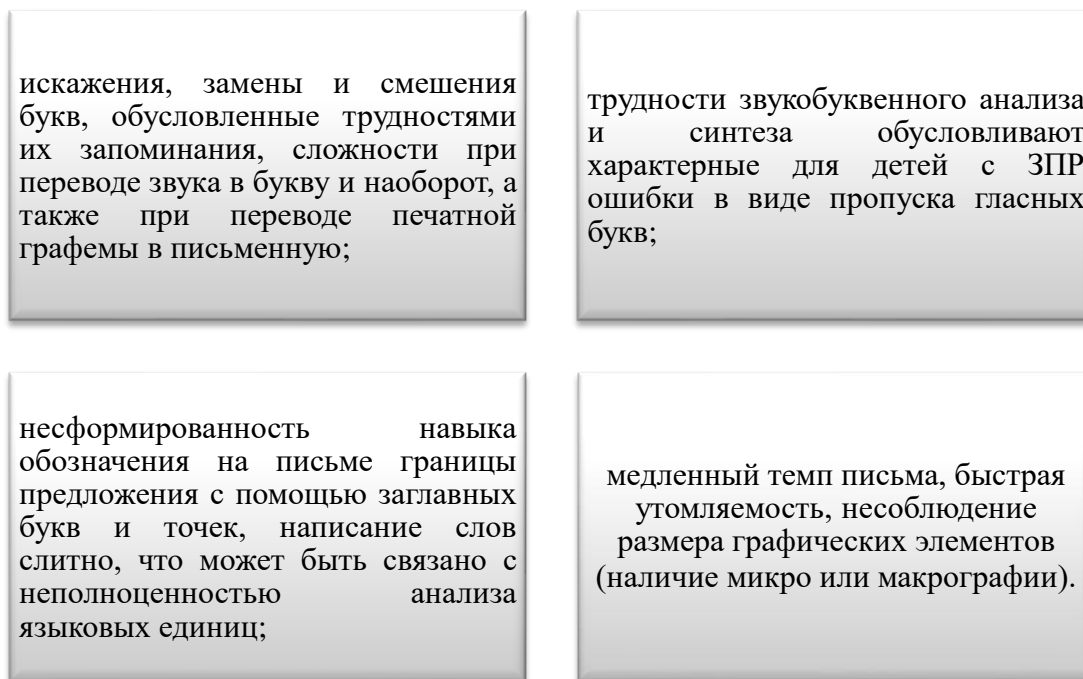 искажения, замены и смешения
букв, обусловленные трудностями
их запоминания, сложности при
переводе звука в букву и наоборот, а
также при переводе печатной
графемы в письменную;
трудности звукобуквенного анализа
и синтеза обусловливают
характерные для детей с ЗПР
ошибки в виде пропуска гласных
букв;
несформированность навыка
обозначения на письме границы
предложения с помощью заглавных
букв и точек, написание слов
слитно, что может быть связано с
неполноценностью анализа
языковых единиц;
медленный темп письма, быстрая
утомляемость, несоблюдение
размера графических элементов
(наличие микро или макрографии).